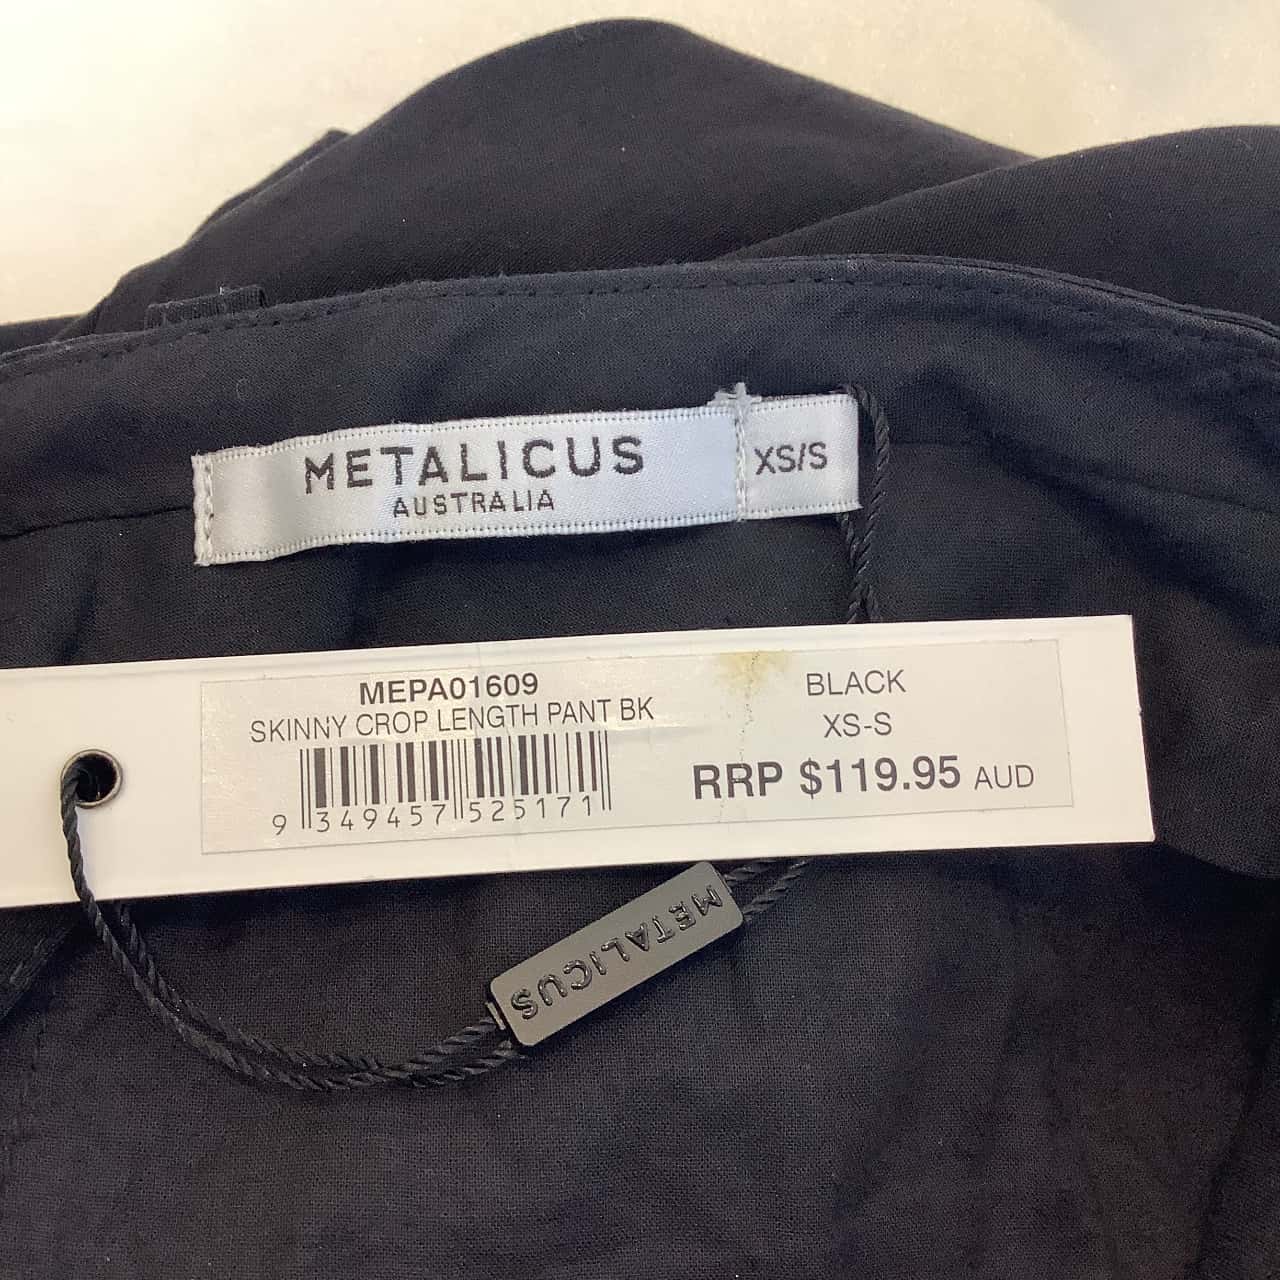 METALICUS
AUSTRALIA
XS/S
MEPA01609
SKINNY CROP LENGTH PANT BK
9 349457 525171
BLACK
XS-S
RRP $119.95 AUD
METALICUS